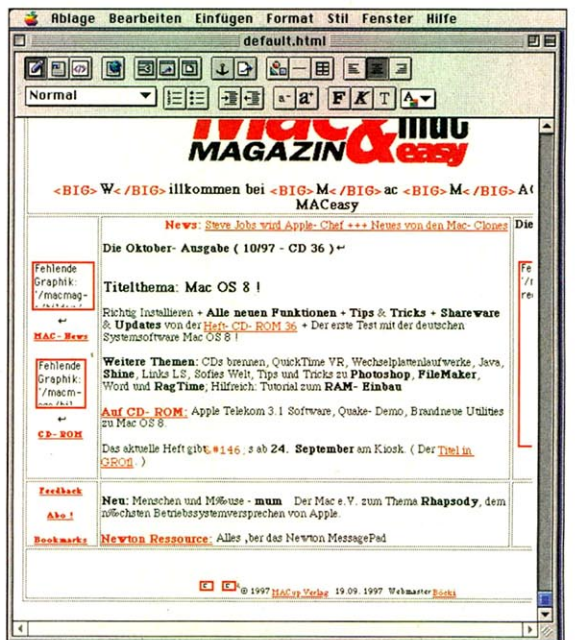 Ablage Bearbeiten Einfügen Format Stil Fenster Hilfe
default.html
Normal
a- a+ F K T A
Mac & mac
MAGAZIN easy
<BIG> W</BIG> illkommen bei <BIG> M</BIG> ac <BIG> M</BIG> A
MACeasy
News: Steve Jobs wird Apple- Chef +++ Neues von den Mac- Clones
Die
Die Oktober- Ausgabe ( 10/97 - CD 36 )↵
Fehlende
Graphik:
'/macmag-
MAC- News
Fehlende
Graphik:
'/macm-
CD- ROM
Titelthema: Mac OS 8 !
Richtig Installieren + Alle neuen Funktionen + Tips & Tricks + Shareware
& Updates von der Heft- CD- ROM 36 + Der erste Test mit der deutschen
Systemsoftware Mac OS 8 !
Weitere Themen: CDs brennen, QuickTime VR, Wechselplattenlaufwerke, Java,
Shine, Links LS, Sofies Welt, Tips und Tricks zu Photoshop, FileMaker,
Word und RagTime; Hilfreich: Tutorial zum RAM- Einbau
Auf CD- ROM: Apple Telekom 3.1 Software, Quake- Demo, Brandneue Utilities
zu Mac OS 8.
Das aktuelle Heft gibt&#146; s ab 24. September am Kiosk. ( Der Titel in
GROfl . )
Feedback
Abo !
Bookmarks
Neu: Menschen und M‰use - mum Der Mac e.V. zum Thema Rhapsody, dem
n‰chsten Betriebssystemversprechen von Apple.
Newton Ressource: Alles ‚ber das Newton MessagePad
© 1997 MACup Verlag 19.09. 1997 Webmaster